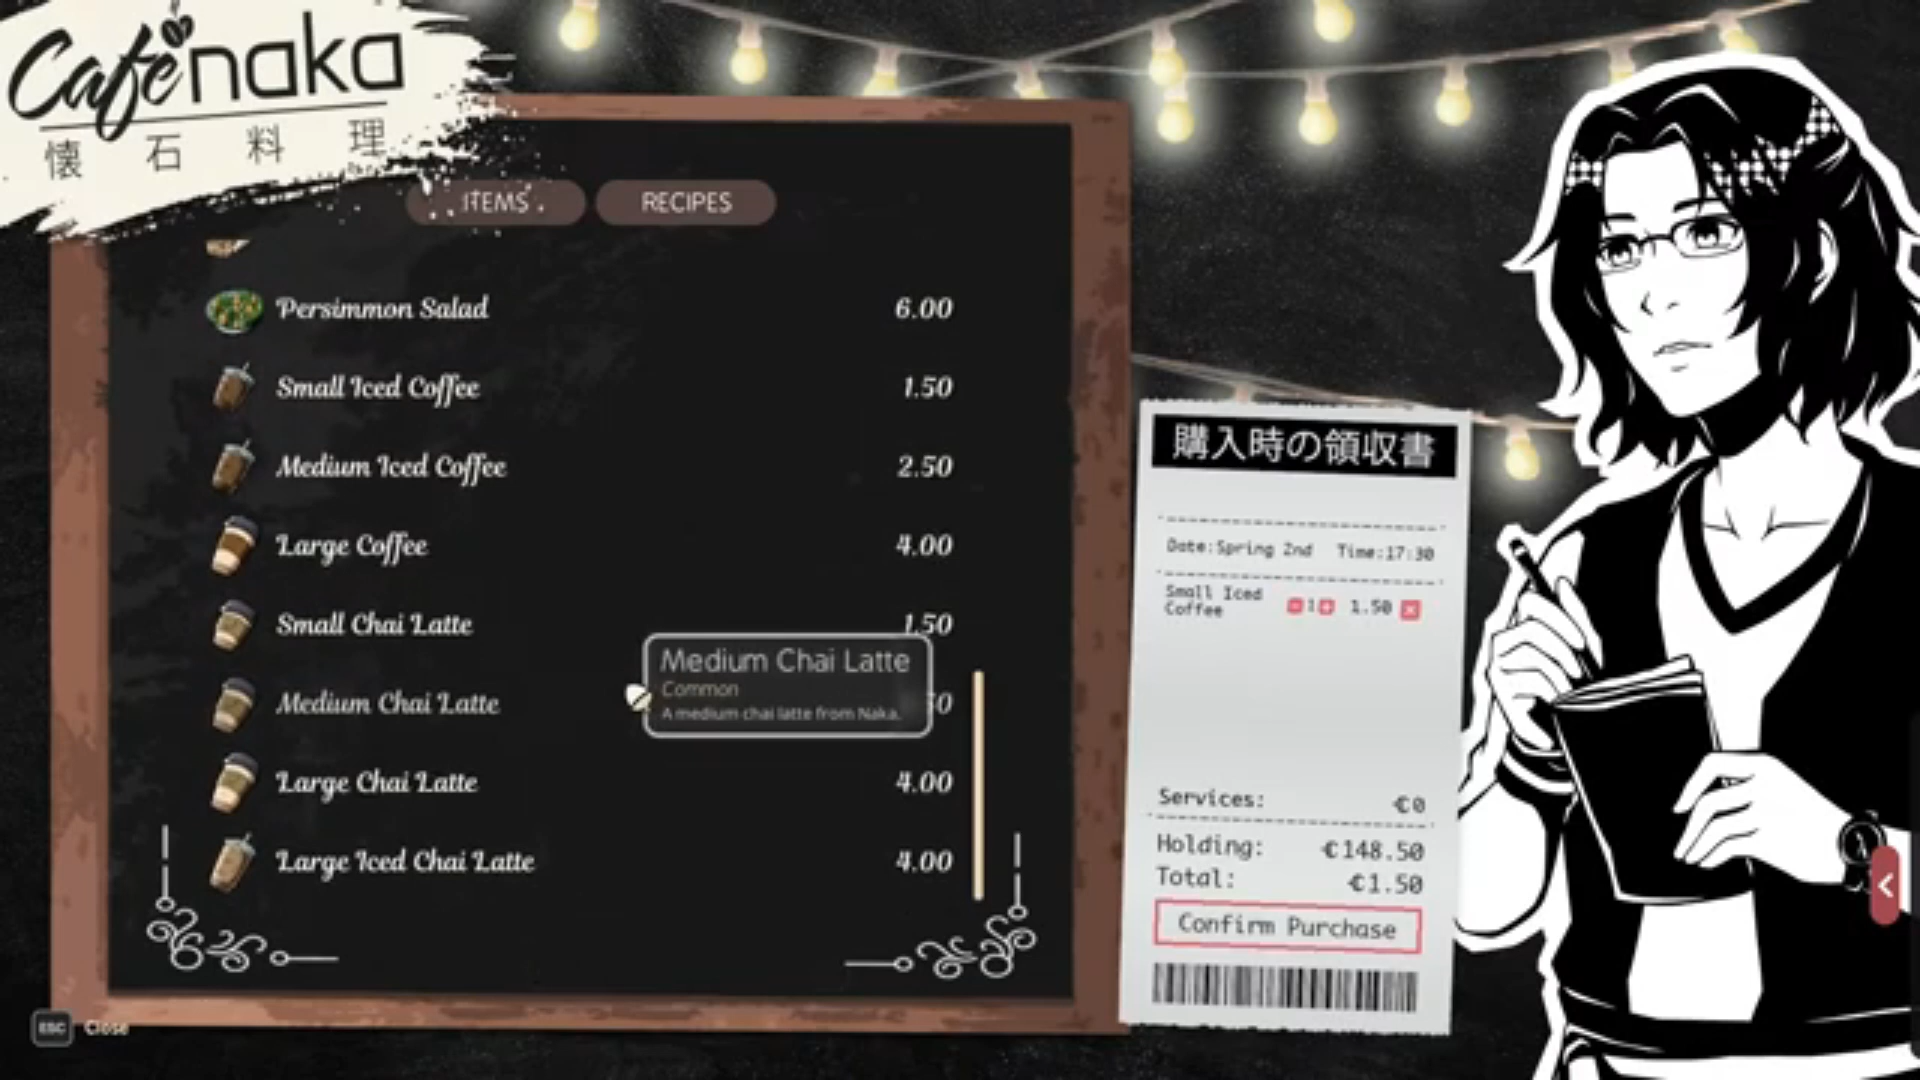 Cafénaka
懐石料理
ITEMS
RECIPES
Persimmon Salad 6.00
Small Iced Coffee 1.50
Medium Iced Coffee 2.50
Large Coffee 4.00
Small Chai Latte 1.50
Medium Chai Latte
Large Chai Latte 4.00
Large Iced Chai Latte 4.00
Medium Chai Latte
Common
A medium chai latte from Naka.
購入時の領収書
Date:Spring 2nd Time:17:30
Small Iced
Coffee
1 1.50
Services: €0
Holding: €148.50
Total: €1.50
Confirm Purchase
ESC Close